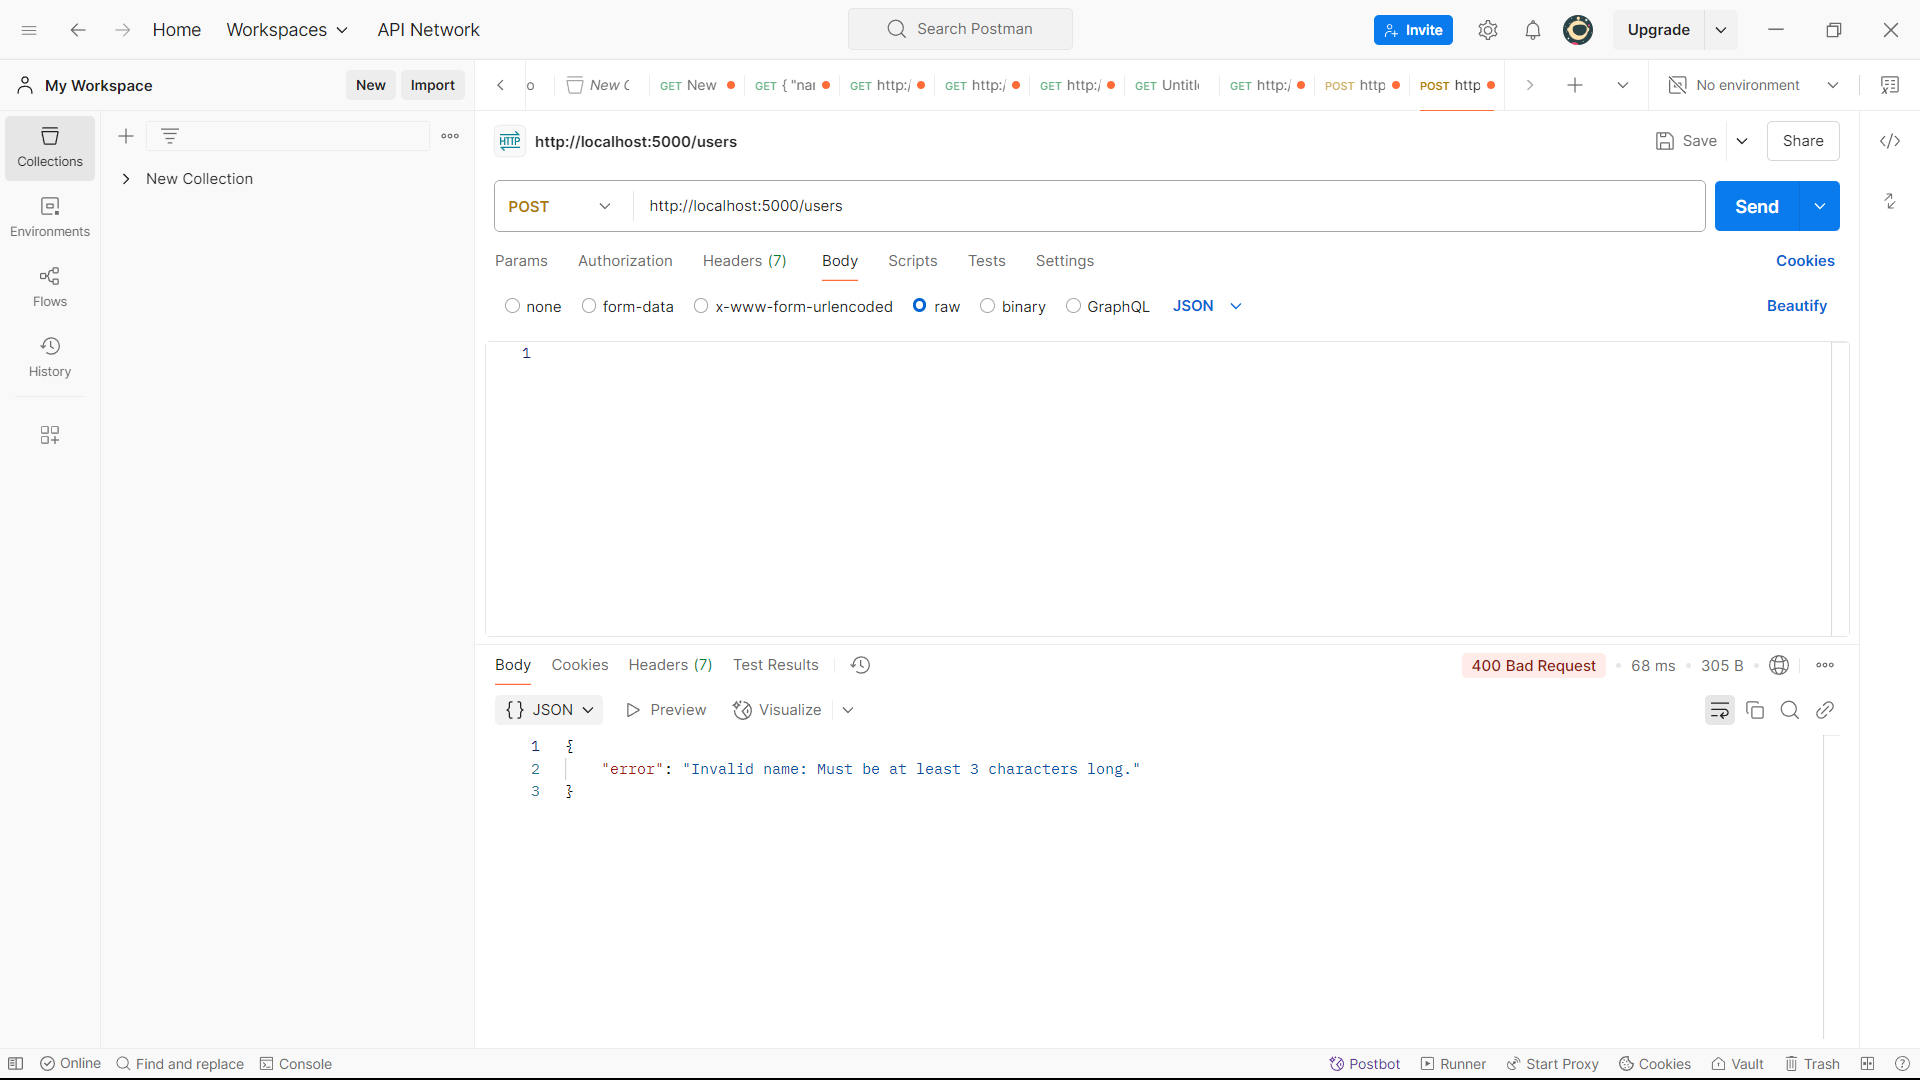 Home Workspaces API Network Search Postman Invite Upgrade
My Workspace New Import
o New C GET New GET { "nar GET http:/ GET http:/ GET http:/ GET Untitle GET http:/ POST http POST http No environment
Collections
Environments
Flows
History
New Collection
HTTP http://localhost:5000/users Save Share
POST http://localhost:5000/users Send
Params Authorization Headers (7) Body Scripts Tests Settings Cookies
none form-data x-www-form-urlencoded raw binary GraphQL JSON Beautify
1
Body Cookies Headers (7) Test Results 400 Bad Request 68 ms 305 B
{} JSON Preview Visualize
1 {
2 "error": "Invalid name: Must be at least 3 characters long."
3 }
Online Find and replace Console Postbot Runner Start Proxy Cookies Vault Trash